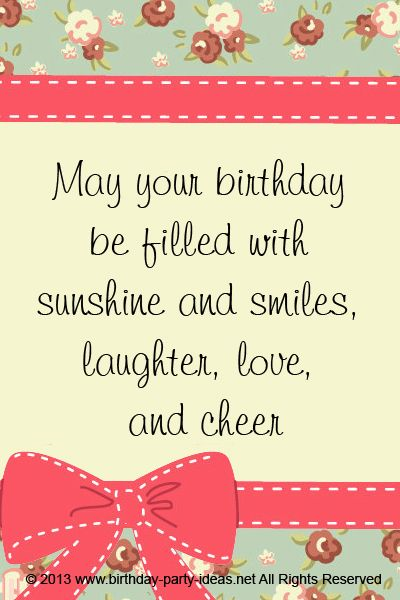 May your birthday
be filled with
sunshine and smiles,
laughter, love,
and cheer
© 2013 www.birthday-party-ideas.net All Rights Reserved